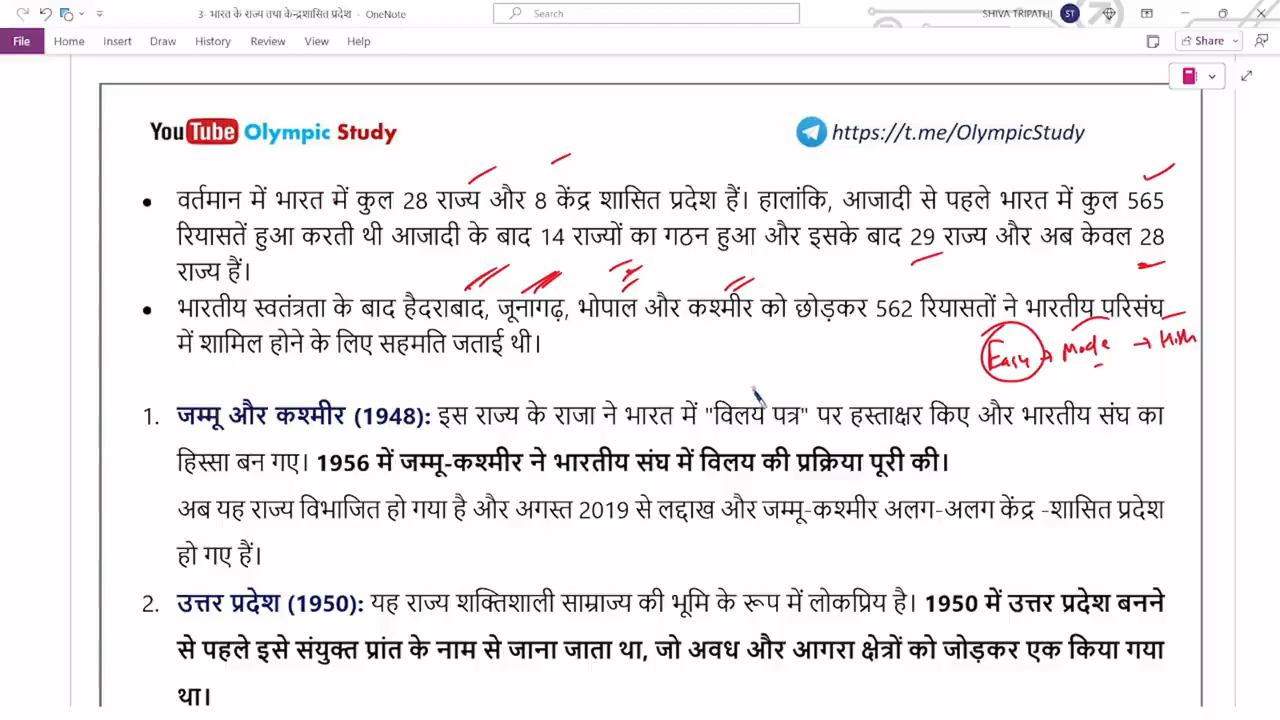 3- भारत के राज्य तथा केन्द्रशासित प्रदेश - OneNote
Search
SHIVA TRIPATHI ST
File Home Insert Draw History Review View Help
Share
YouTube Olympic Study
https://t.me/OlympicStudy
• वर्तमान में भारत में कुल 28 राज्य और 8 केंद्र शासित प्रदेश हैं। हालांकि, आजादी से पहले भारत में कुल 565
रियासतें हुआ करती थी आजादी के बाद 14 राज्यों का गठन हुआ और इसके बाद 29 राज्य और अब केवल 28
राज्य हैं।
• भारतीय स्वतंत्रता के बाद हैदराबाद, जूनागढ़, भोपाल और कश्मीर को छोड़कर 562 रियासतों ने भारतीय परिसंघ
में शामिल होने के लिए सहमति जताई थी।
Easy → Mode →
1. जम्मू और कश्मीर (1948): इस राज्य के राजा ने भारत में "विलय पत्र" पर हस्ताक्षर किए और भारतीय संघ का
हिस्सा बन गए। 1956 में जम्मू-कश्मीर ने भारतीय संघ में विलय की प्रक्रिया पूरी की।
अब यह राज्य विभाजित हो गया है और अगस्त 2019 से लद्दाख और जम्मू-कश्मीर अलग-अलग केंद्र -शासित प्रदेश
हो गए हैं।
2. उत्तर प्रदेश (1950): यह राज्य शक्तिशाली साम्राज्य की भूमि के रूप में लोकप्रिय है। 1950 में उत्तर प्रदेश बनने
से पहले इसे संयुक्त प्रांत के नाम से जाना जाता था, जो अवध और आगरा क्षेत्रों को जोड़कर एक किया गया
था।